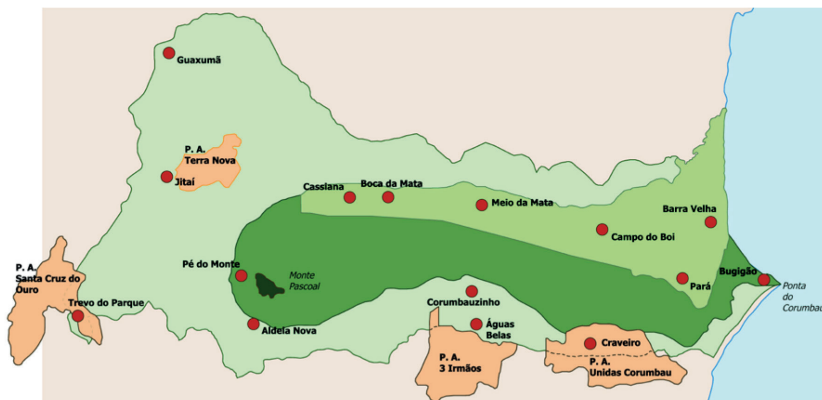 Guaxumã
P. A.
Terra Nova
Jitaí
Cassiana
Boca da Mata
Meio da Mata
Barra Velha
Campo do Boi
P. A.
Santa Cruz do
Ouro
Pé do Monte
Monte
Pascoal
Pará
Bugigão
Ponta
do
Corumbau
Trevo do Parque
Aldeia Nova
Corumbauzinho
Águas
Belas
Craveiro
P. A.
3 Irmãos
P. A.
Unidas Corumbau